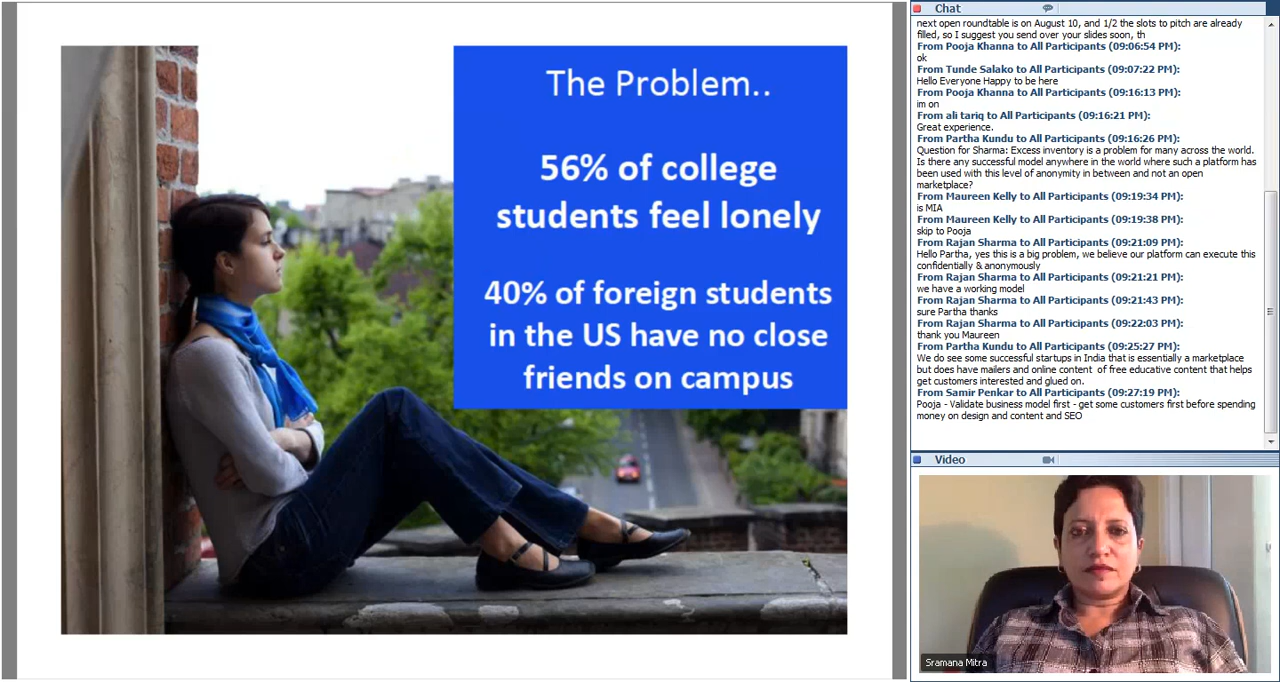 The Problem..
56% of college
students feel lonely
40% of foreign students
in the US have no close
friends on campus
Chat
next open roundtable is on August 10, and 1/2 the slots to pitch are already
filled, so I suggest you send over your slides soon, th
From Pooja Khanna to All Participants (09:06:54 PM):
ok
From Tunde Salako to All Participants (09:07:22 PM):
Hello Everyone Happy to be here
From Pooja Khanna to All Participants (09:16:13 PM):
im on
From ali tariq to All Participants (09:16:21 PM):
Great experience.
From Partha Kundu to All Participants (09:16:26 PM):
Question for Sharma: Excess inventory is a problem for many across the world.
Is there any successful model anywhere in the world where such a platform has
been used with this level of anonymity in between and not an open
marketplace?
From Maureen Kelly to All Participants (09:19:34 PM):
is MIA
From Maureen Kelly to All Participants (09:19:38 PM):
skip to Pooja
From Rajan Sharma to All Participants (09:21:09 PM):
Hello Partha, yes this is a big problem, we believe our platform can execute this
confidentially & anonymously
From Rajan Sharma to All Participants (09:21:21 PM):
we have a working model
From Rajan Sharma to All Participants (09:21:43 PM):
sure Partha thanks
From Rajan Sharma to All Participants (09:22:03 PM):
thank you Maureen
From Partha Kundu to All Participants (09:25:27 PM):
We do see some successful startups in India that is essentially a marketplace
but does have mailers and online content of free educative content that helps
get customers interested and glued on.
From Samir Penkar to All Participants (09:27:19 PM):
Pooja - Validate business model first - get some customers first before spending
money on design and content and SEO
Video
Sramana Mitra